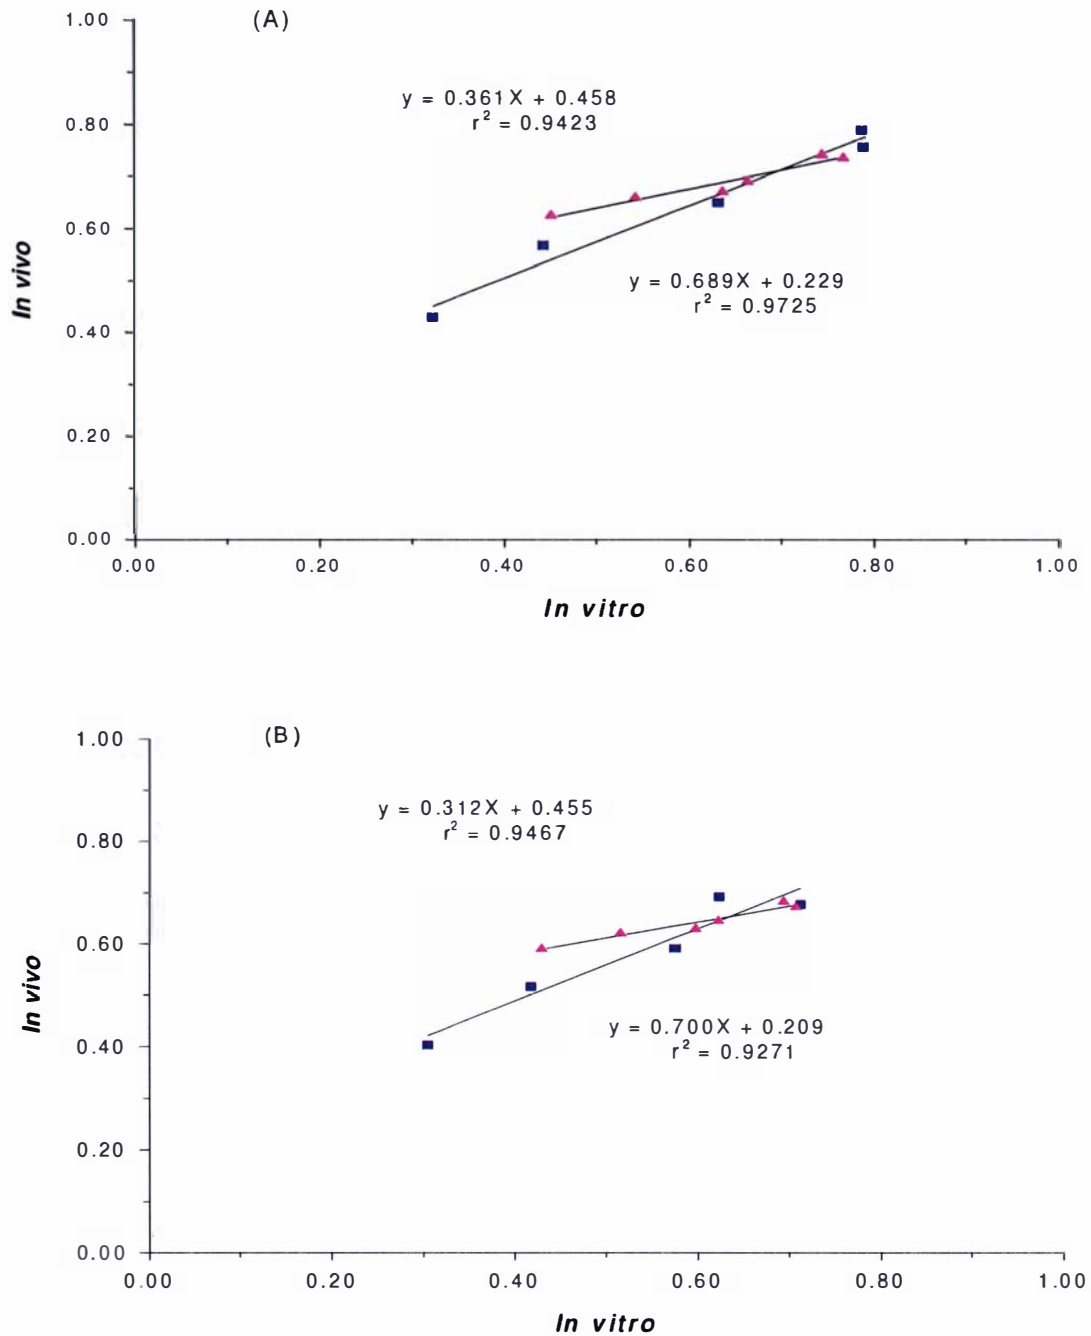 (A)
1.00
0.80
0.60
0.40
0.20
0.00
In vivo
y = 0.361X + 0.458
r² = 0.9423
y = 0.689X + 0.229
r² = 0.9725
0.00 0.20 0.40 0.60 0.80 1.00
In vitro
(B)
1.00
0.80
0.60
0.40
0.20
0.00
In vivo
y = 0.312X + 0.455
r² = 0.9467
y = 0.700X + 0.209
r² = 0.9271
0.00 0.20 0.40 0.60 0.80 1.00
In vitro